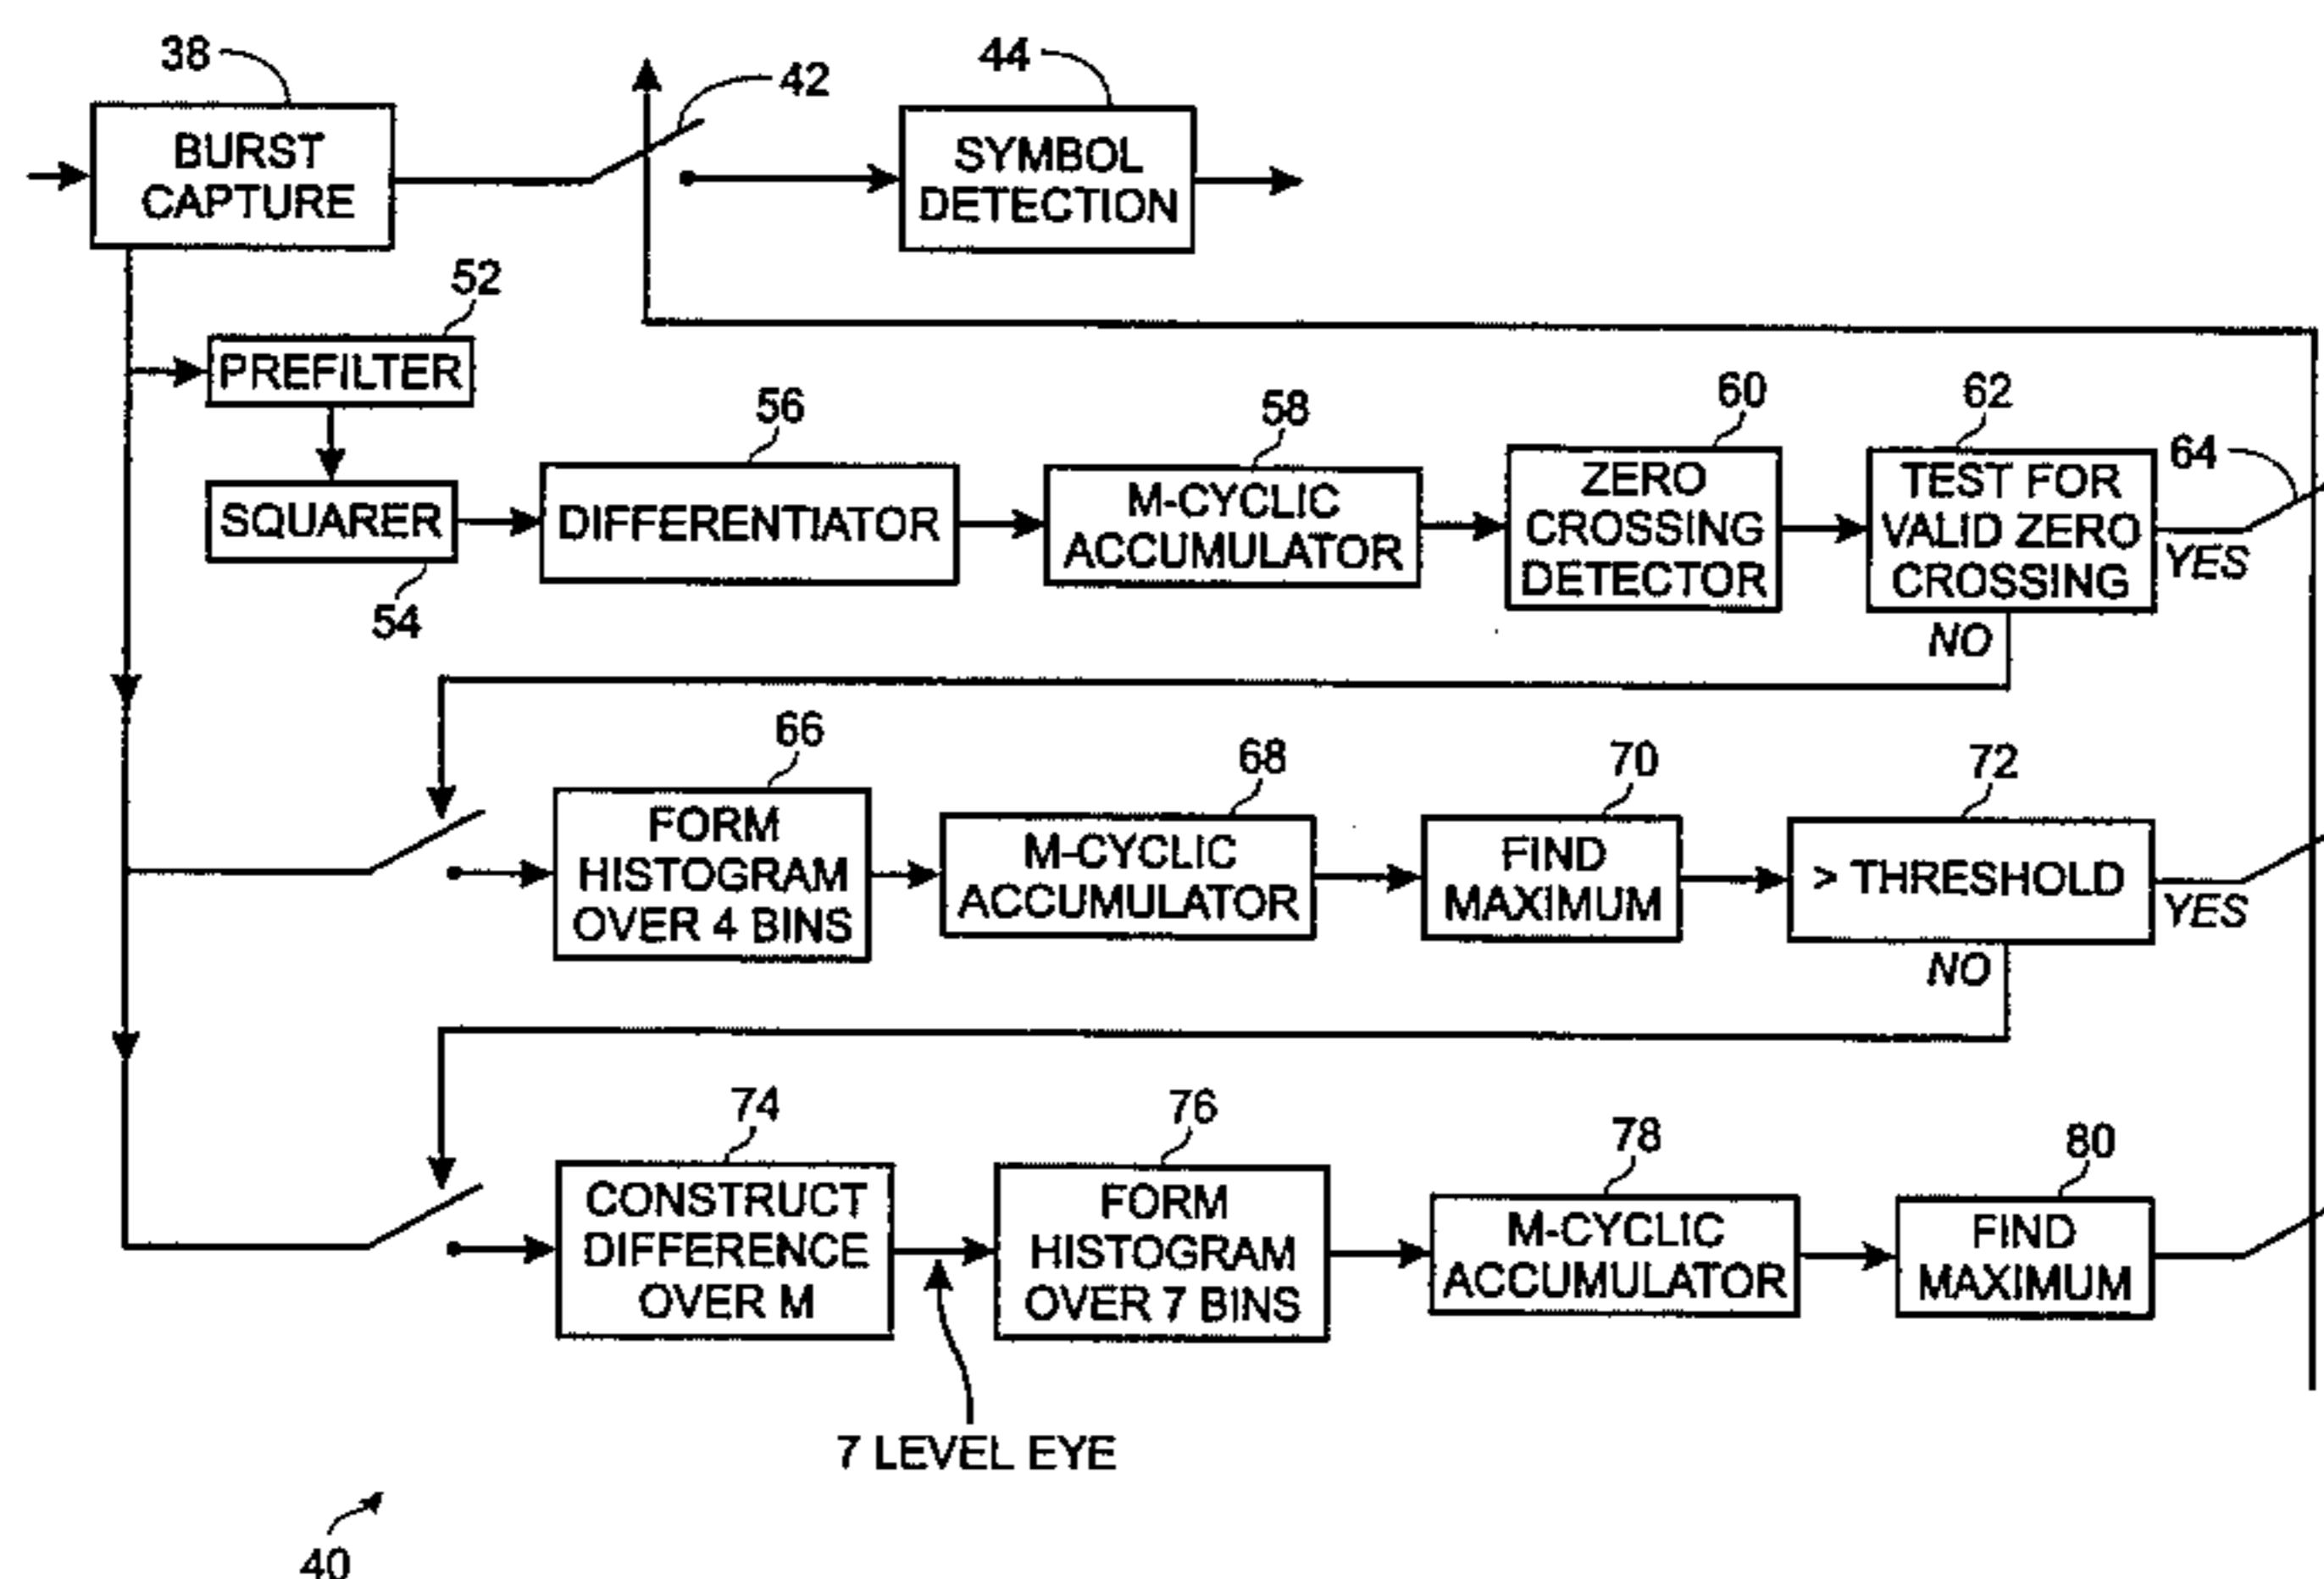 38
42
44
BURST
CAPTURE
SYMBOL
DETECTION
52
PREFILTER
56
58
60
62
64
SQUARER
DIFFERENTIATOR
M-CYCLIC
ACCUMULATOR
ZERO
CROSSING
DETECTOR
TEST FOR
VALID ZERO
CROSSING
YES
54
NO
66
68
70
72
FORM
HISTOGRAM
OVER 4 BINS
M-CYCLIC
ACCUMULATOR
FIND
MAXIMUM
> THRESHOLD
YES
NO
74
76
78
80
CONSTRUCT
DIFFERENCE
OVER M
FORM
HISTOGRAM
OVER 7 BINS
M-CYCLIC
ACCUMULATOR
FIND
MAXIMUM
7 LEVEL EYE
40